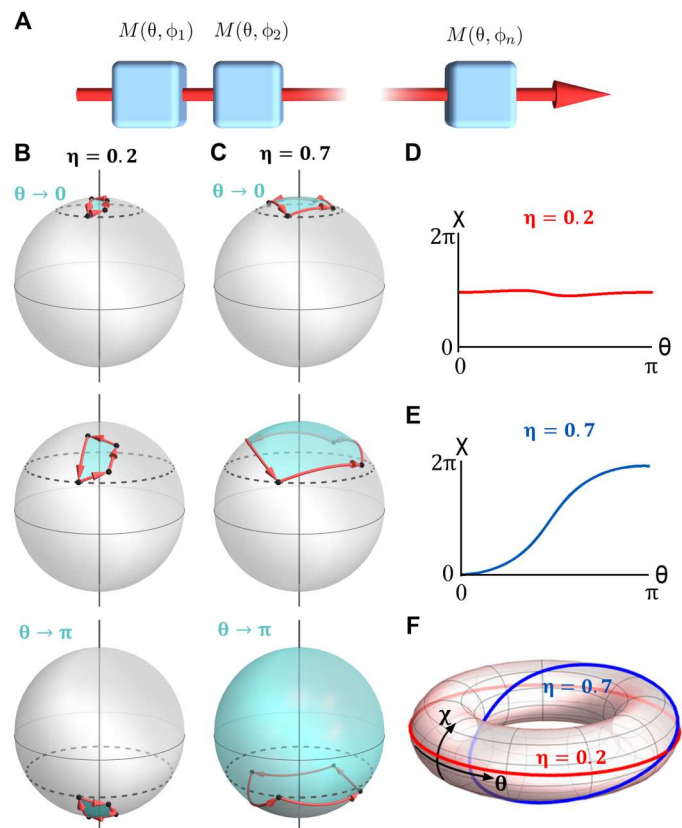 A
M(θ, ϕ₁) M(θ, ϕ₂) M(θ, ϕₙ)
B η = 0.2 C η = 0.7 D
θ → 0 θ → 0
χ η = 0.2
2π
0 θ
0 π
E
χ η = 0.7
2π
0 θ
0 π
θ → π θ → π
F
η = 0.7
χ
η = 0.2
θ